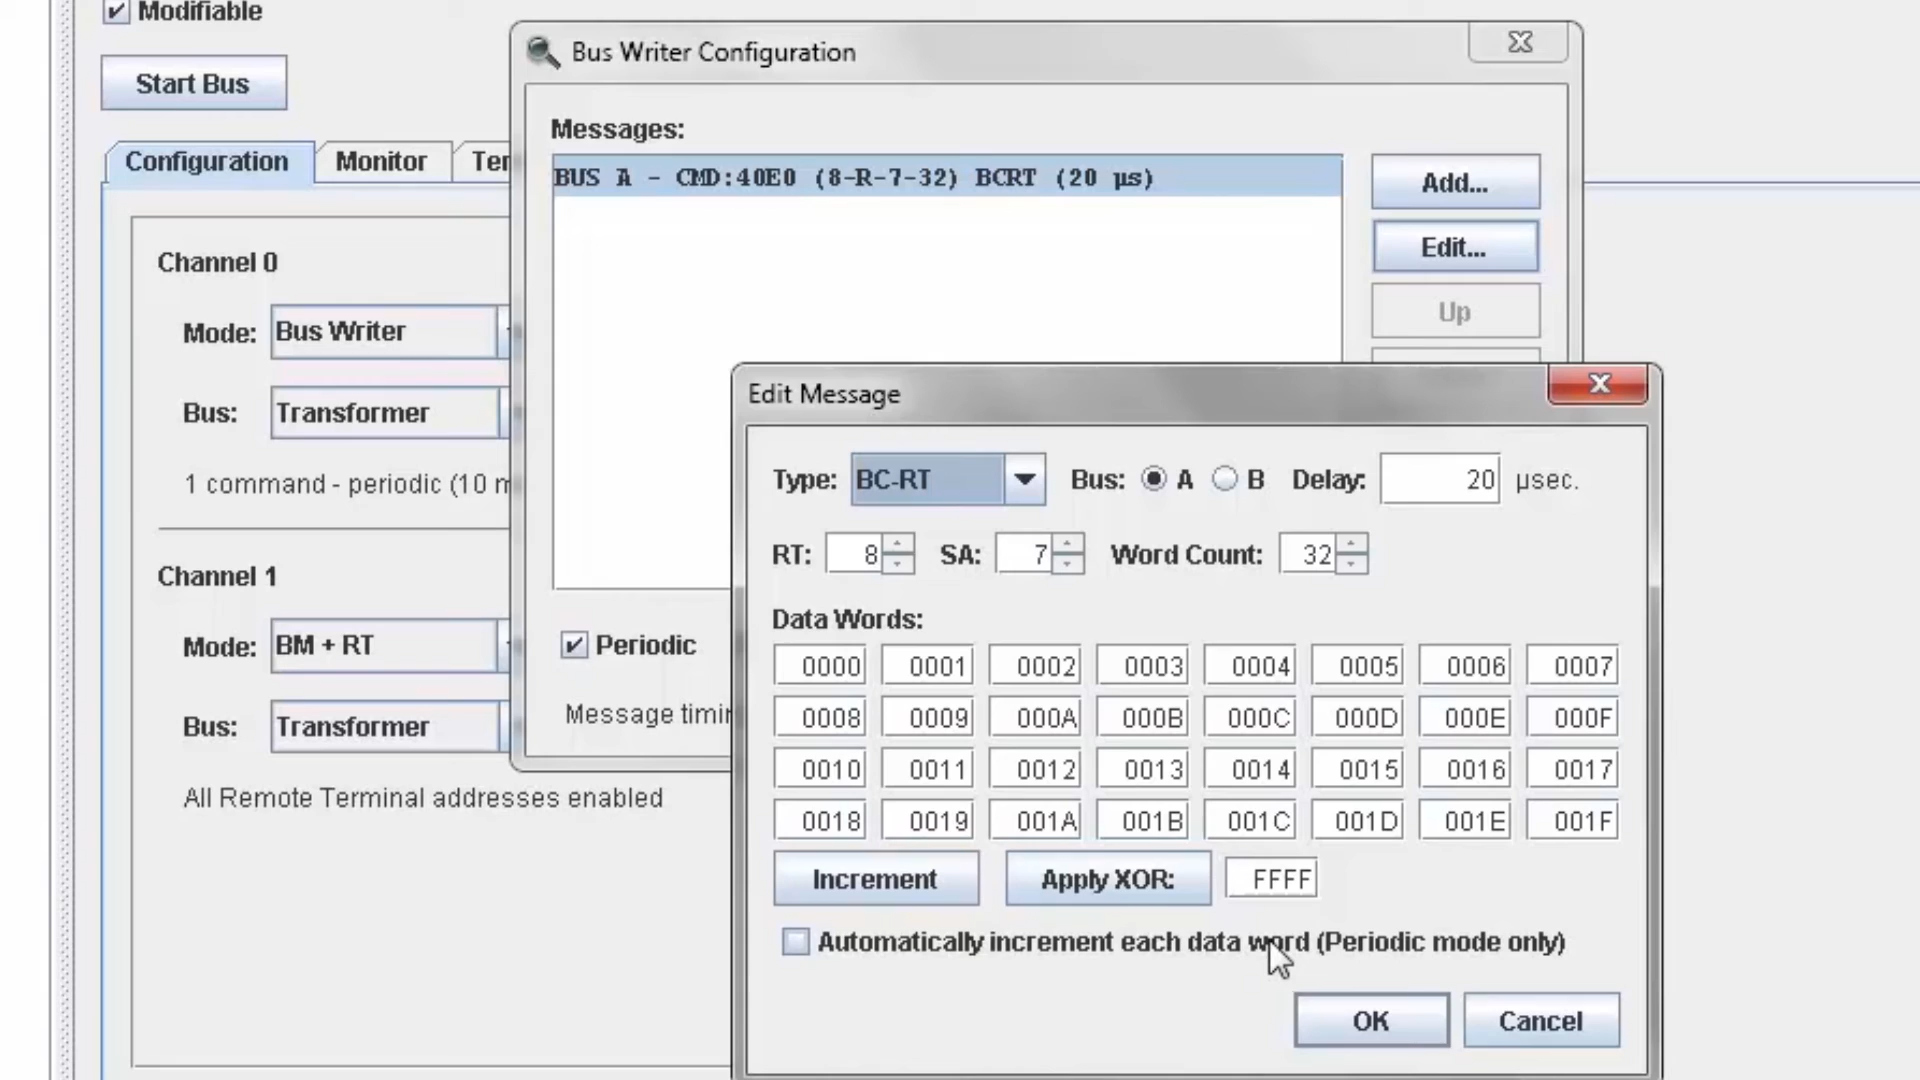 Modifiable
Start Bus
Configuration
Monitor
Channel 0
Mode: Bus Writer
Bus: Transformer
1 command - periodic (10
Channel 1
Mode: BM + RT
Bus: Transformer
All Remote Terminal addresses enabled
Bus Writer Configuration
Messages:
BUS A - CMD:40E0 (8-R-7-32) BCRT (20 µs)
Add...
Edit...
Up
Periodic
Message
Edit Message
Type: BC-RT Bus: A B Delay: 20 µsec.
RT: 8 SA: 7 Word Count: 32
Data Words:
0000 0001 0002 0003 0004 0005 0006 0007
0008 0009 000A 000B 000C 000D 000E 000F
0010 0011 0012 0013 0014 0015 0016 0017
0018 0019 001A 001B 001C 001D 001E 001F
Increment Apply XOR: FFFF
Automatically increment each data word (Periodic mode only)
OK Cancel